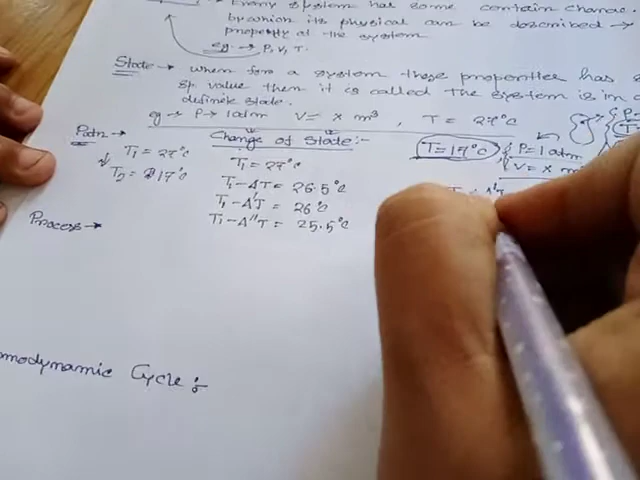 Every system has some certain charac.
by which its physical can be described →
property of the system
eg → P, V, T.
State → when for a system these properties has
sp value then it is called the system is in a
definite state.
eg → P → 1 atm V = x m³ , T = 27°c
Path → Change of State :-
T₁ = 27°c
T₂ = 17°c
T₁ = 27°c
T₁ - ΔT = 26.5°c
T₁ - Δ'T = 26°c
T₁ - Δ''T = 25.5°c
T = 17°c
P = 1 atm
V = x m
Process →
modynamic Cycle :-